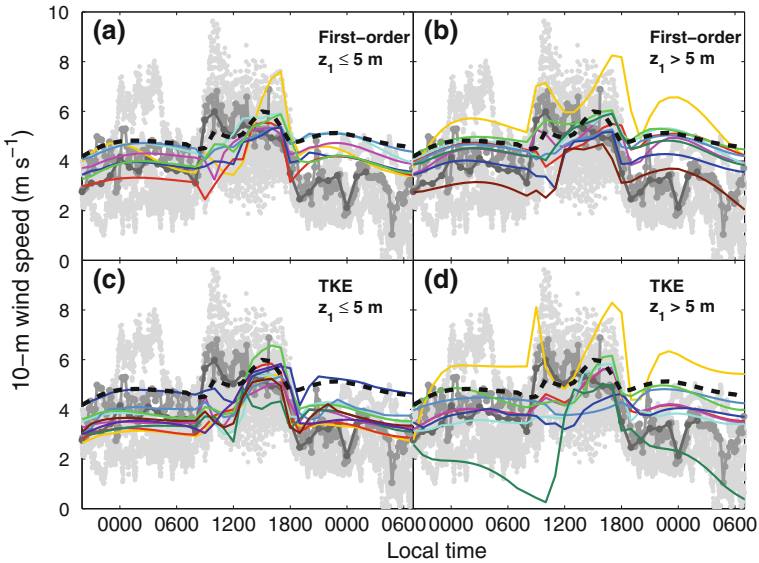 (a) First−order
z1 ≤ 5 m
(b) First−order
z1 > 5 m
10
8
6
4
2
0
(c) TKE
z1 ≤ 5 m
(d) TKE
z1 > 5 m
10−m wind speed (m s−1)
8
6
4
2
0
0000 0600 1200 1800 0000 0600 0000 0600 1200 1800 0000 0600
Local time